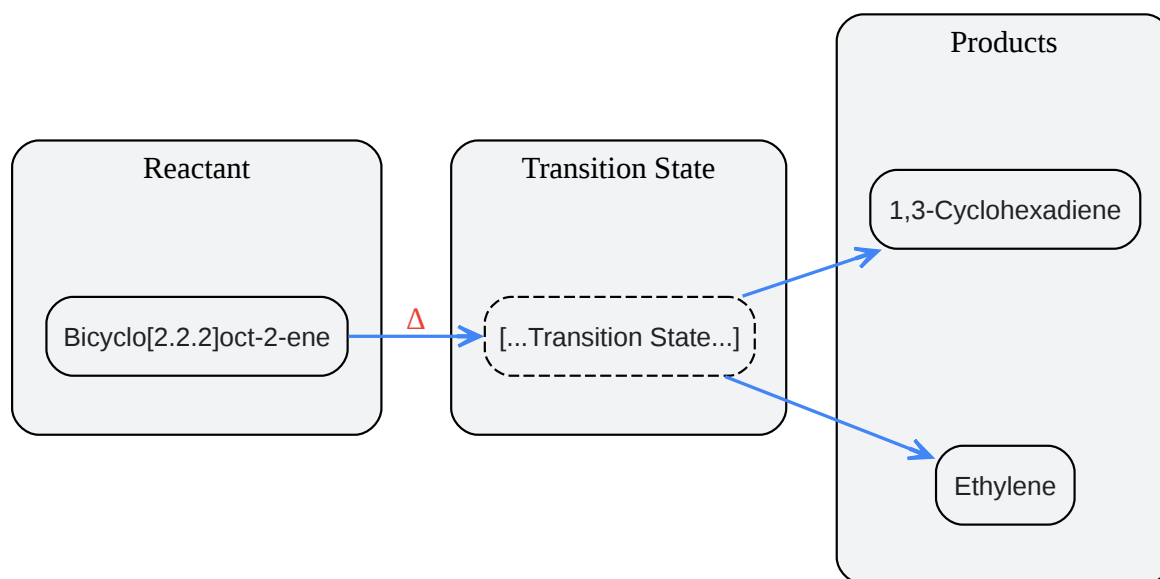 Reactant
Bicyclo[2.2.2]oct-2-ene
Δ
Transition State
[...Transition State...]
Products
1,3-Cyclohexadiene
Ethylene